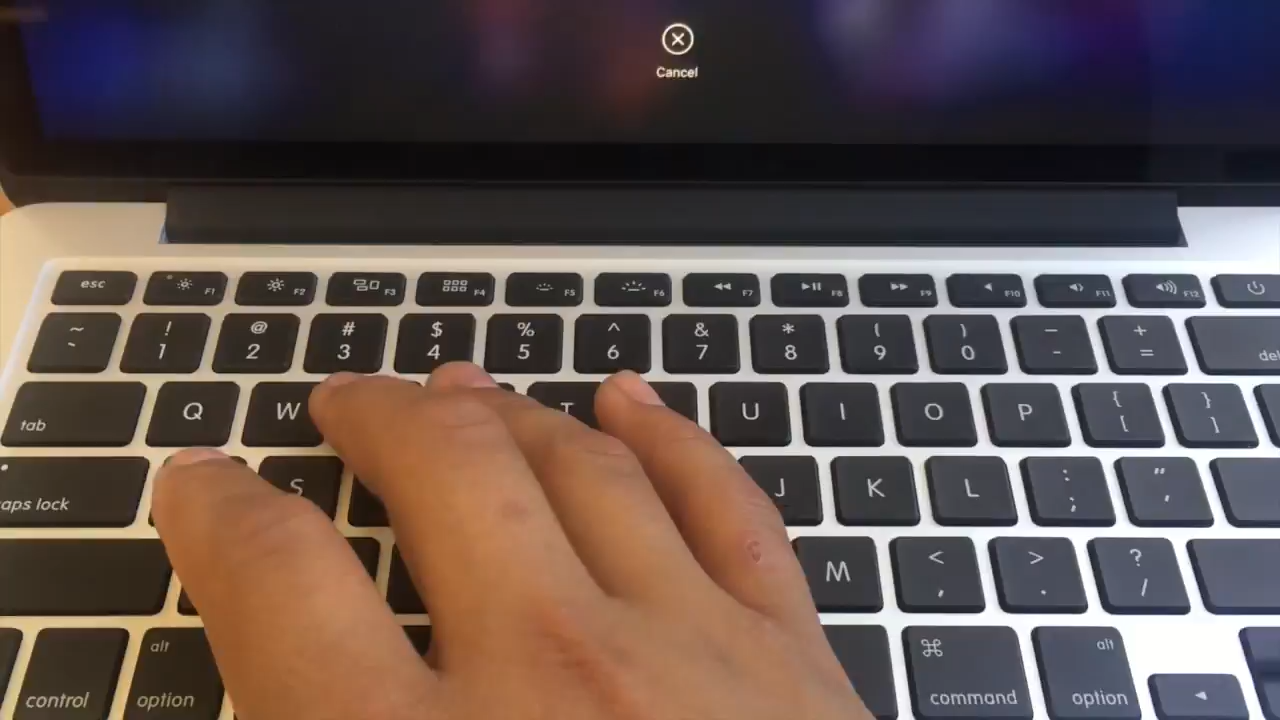 Cancel
esc F1 F2 F3 F4 F5 F6 F7 F8 F9 F10 F11 F12
~ ! @ # $ % ^ & * ( ) — +
` 1 2 3 4 5 6 7 8 9 0 - =
tab Q W T U I O P { [ } ]
caps lock S J K L : ; " '
M < , > . ? /
control alt option ⌘ command alt option